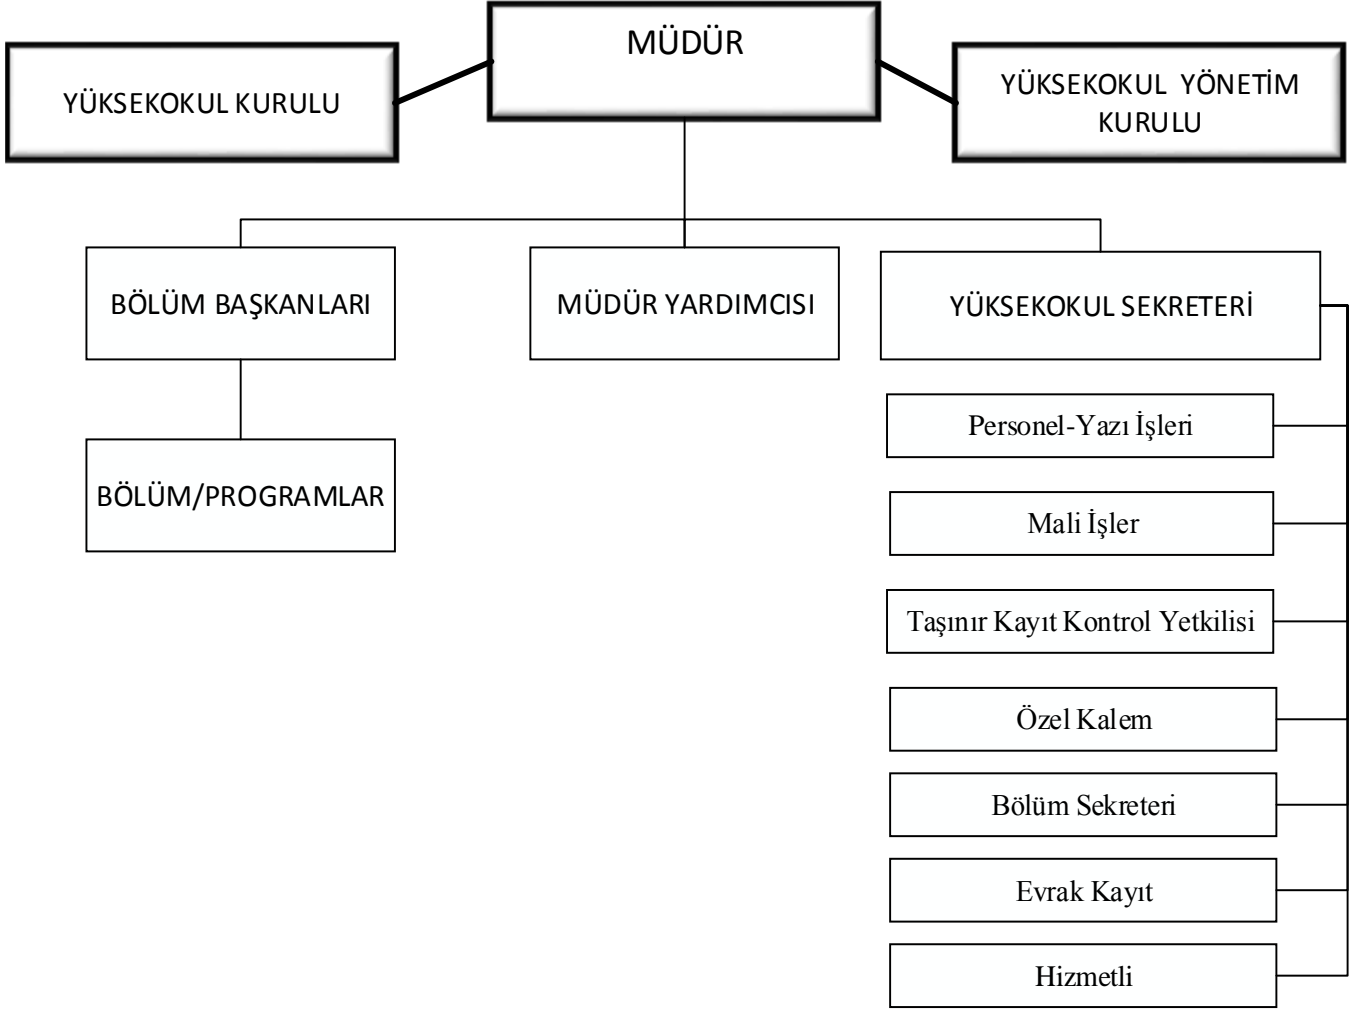 MÜDÜR
YÜKSEKOKUL KURULU
YÜKSEKOKUL YÖNETİM
KURULU
BÖLÜM BAŞKANLARI
MÜDÜR YARDIMCISI
YÜKSEKOKUL SEKRETERİ
BÖLÜM/PROGRAMLAR
Personel-Yazı İşleri
Mali İşler
Taşınır Kayıt Kontrol Yetkilisi
Özel Kalem
Bölüm Sekreteri
Evrak Kayıt
Hizmetli